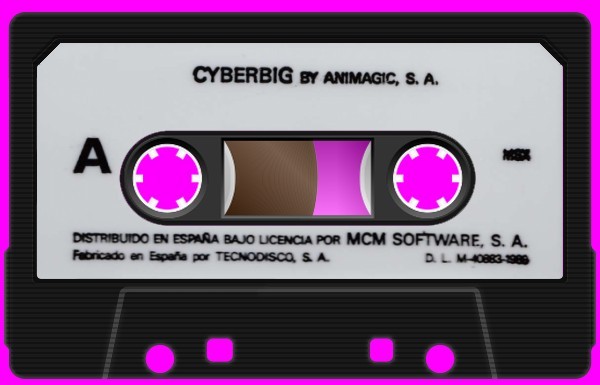 CYBERBIG BY ANIMAGIC, S. A.
A
MSX
DISTRIBUIDO EN ESPAÑA BAJO LICENCIA POR MCM SOFTWARE, S. A.
Fabricado en España por TECNODISCO, S. A.
D. L. M-40883-1989